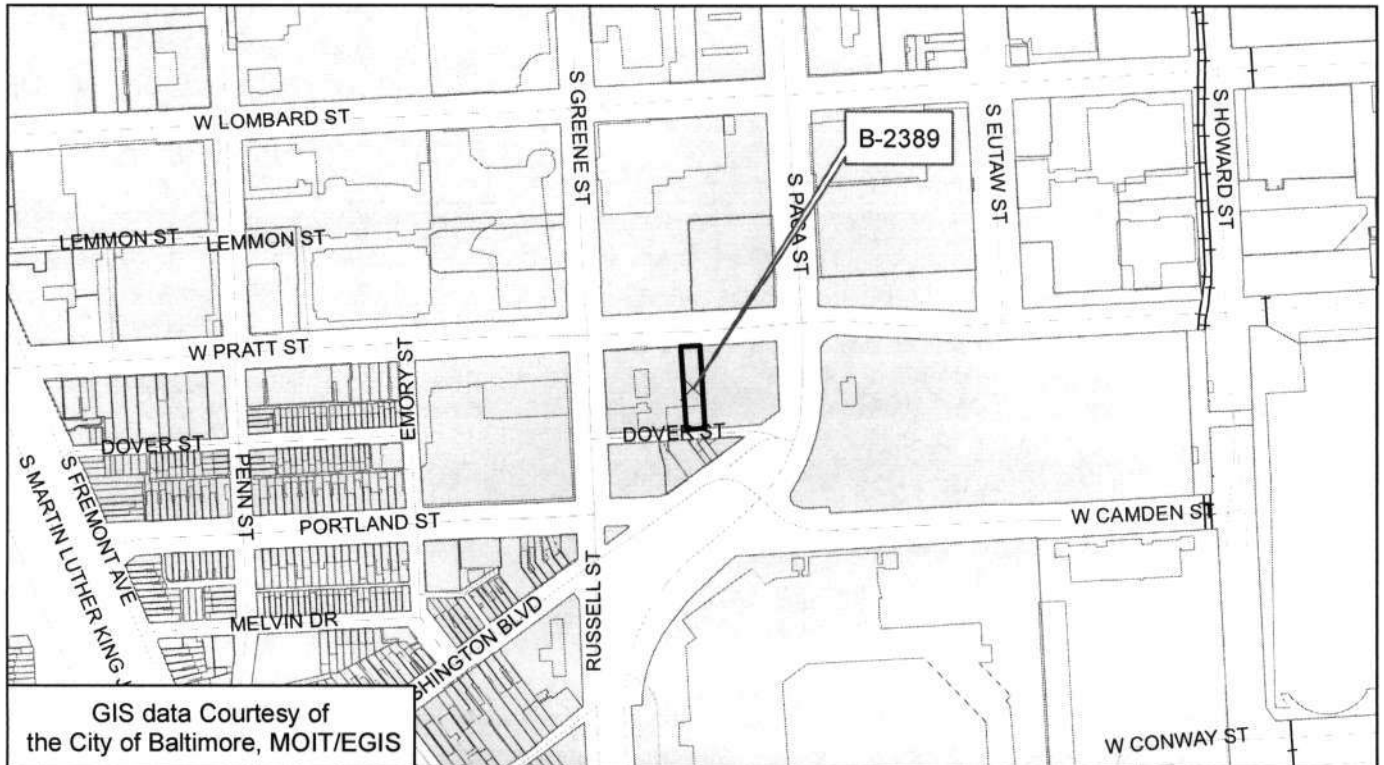 W LOMBARD ST
S GREENE ST
B-2389
S PACA ST
S EUTAW ST
S HOWARD ST
LEMMON ST
LEMMON ST
W PRATT ST
EMORY ST
DOVER ST
DOVER ST
S FREMONT AVE
S MARTIN LUTHER KING
PENN ST
PORTLAND ST
W CAMDEN ST
MELVIN DR
SHINGTON BLVD
RUSSELL ST
W CONWAY ST
GIS data Courtesy of
the City of Baltimore, MOIT/EGIS